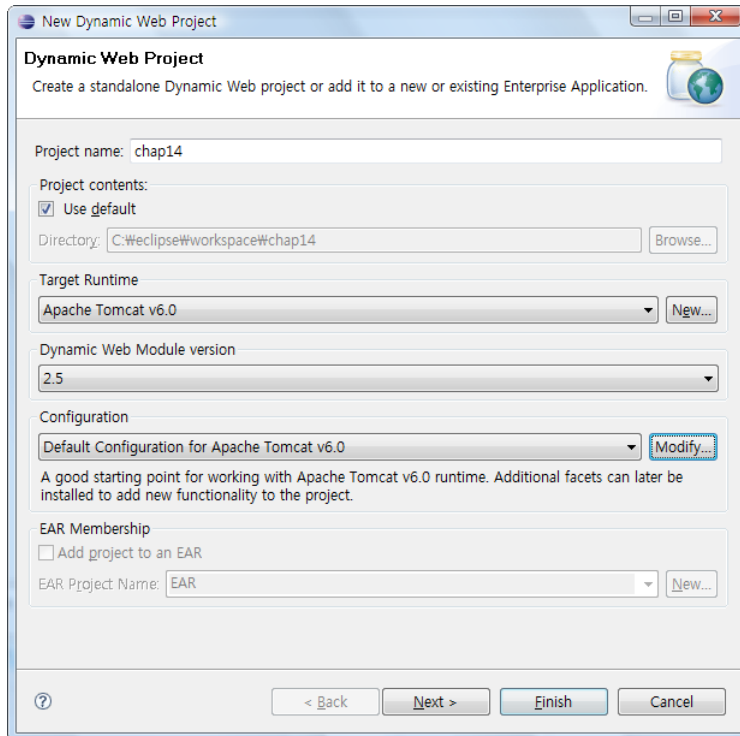 New Dynamic Web Project
Dynamic Web Project
Create a standalone Dynamic Web project or add it to a new or existing Enterprise Application.
Project name: chap14
Project contents:
Use default
Directory: C:₩eclipse₩workspace₩chap14 Browse...
Target Runtime
Apache Tomcat v6.0 New...
Dynamic Web Module version
2.5
Configuration
Default Configuration for Apache Tomcat v6.0 Modify...
A good starting point for working with Apache Tomcat v6.0 runtime. Additional facets can later be
installed to add new functionality to the project.
EAR Membership
Add project to an EAR
EAR Project Name: EAR New...
? < Back Next > Finish Cancel